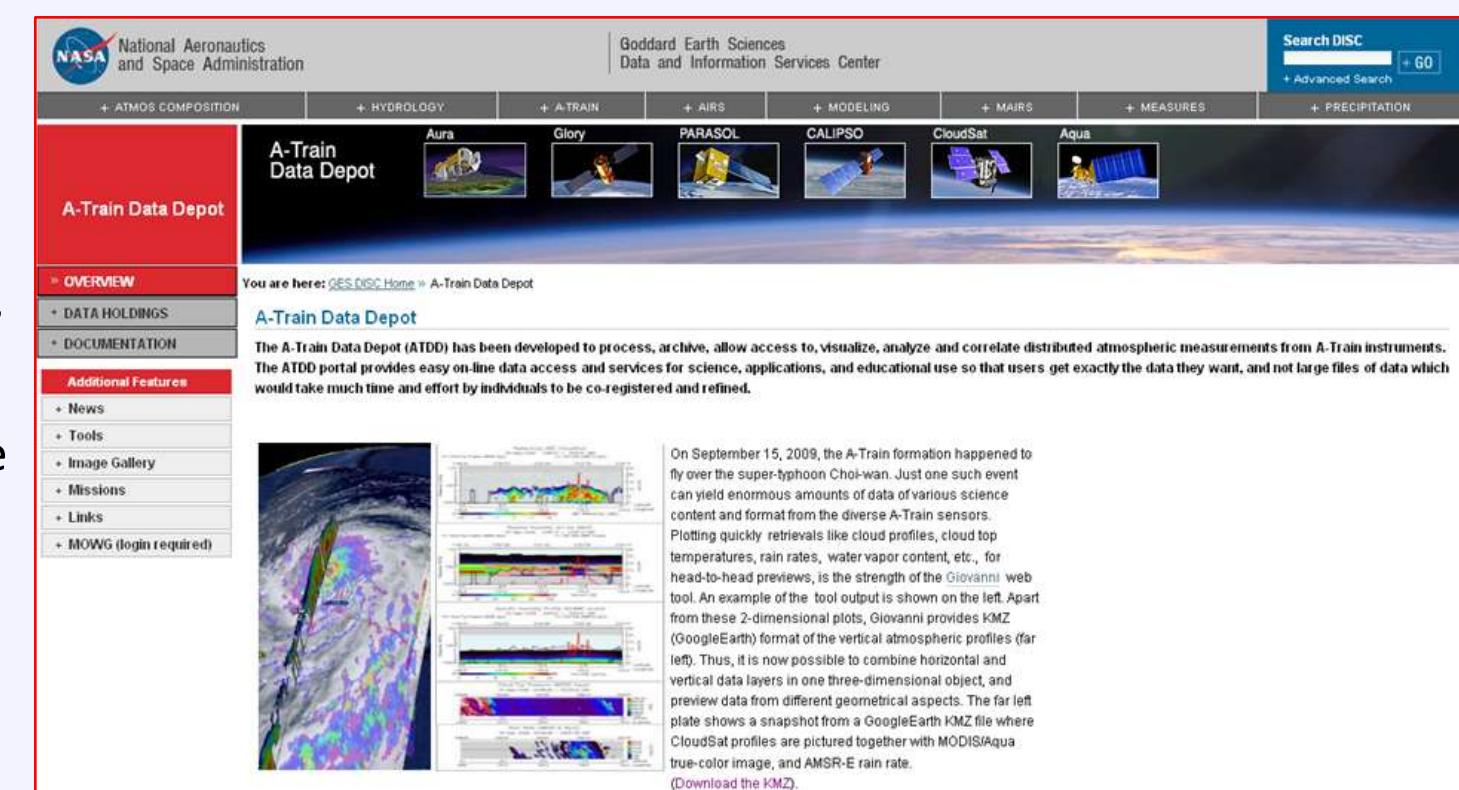 NASA
National Aeronautics
and Space Administration
Goddard Earth Sciences
Data and Information Services Center
Search DISC
+ GO
+ Advanced Search
+ ATMOS COMPOSITION
+ HYDROLOGY
+ A-TRAIN
+ AIRS
+ MODELING
+ MAIRS
+ MEASURES
+ PRECIPITATION
A-Train Data Depot
A-Train
Data Depot
Aura
Glory
PARASOL
CALIPSO
CloudSat
Aqua
» OVERVIEW
+ DATA HOLDINGS
+ DOCUMENTATION
Additional Features
+ News
+ Tools
+ Image Gallery
+ Missions
+ Links
+ MOWG (login required)
You are here: GES DISC Home » A-Train Data Depot
A-Train Data Depot
The A-Train Data Depot (ATDD) has been developed to process, archive, allow access to, visualize, analyze and correlate distributed atmospheric measurements from A-Train instruments.
The ATDD portal provides easy on-line data access and services for science, applications, and educational use so that users get exactly the data they want, and not large files of data which
would take much time and effort by individuals to be co-registered and refined.
On September 15, 2009, the A-Train formation happened to
fly over the super-typhoon Choi-wan. Just one such event
can yield enormous amounts of data of various science
content and format from the diverse A-Train sensors.
Plotting quickly retrievals like cloud profiles, cloud top
temperatures, rain rates, water vapor content, etc., for
head-to-head previews, is the strength of the Giovanni web
tool. An example of the tool output is shown on the left. Apart
from these 2-dimensional plots, Giovanni provides KMZ
(GoogleEarth) format of the vertical atmospheric profiles (far
left). Thus, it is now possible to combine horizontal and
vertical data layers in one three-dimensional object, and
preview data from different geometrical aspects. The far left
plate shows a snapshot from a GoogleEarth KMZ file where
CloudSat profiles are pictured together with MODIS/Aqua
true-color image, and AMSR-E rain rate.
(Download the KMZ).